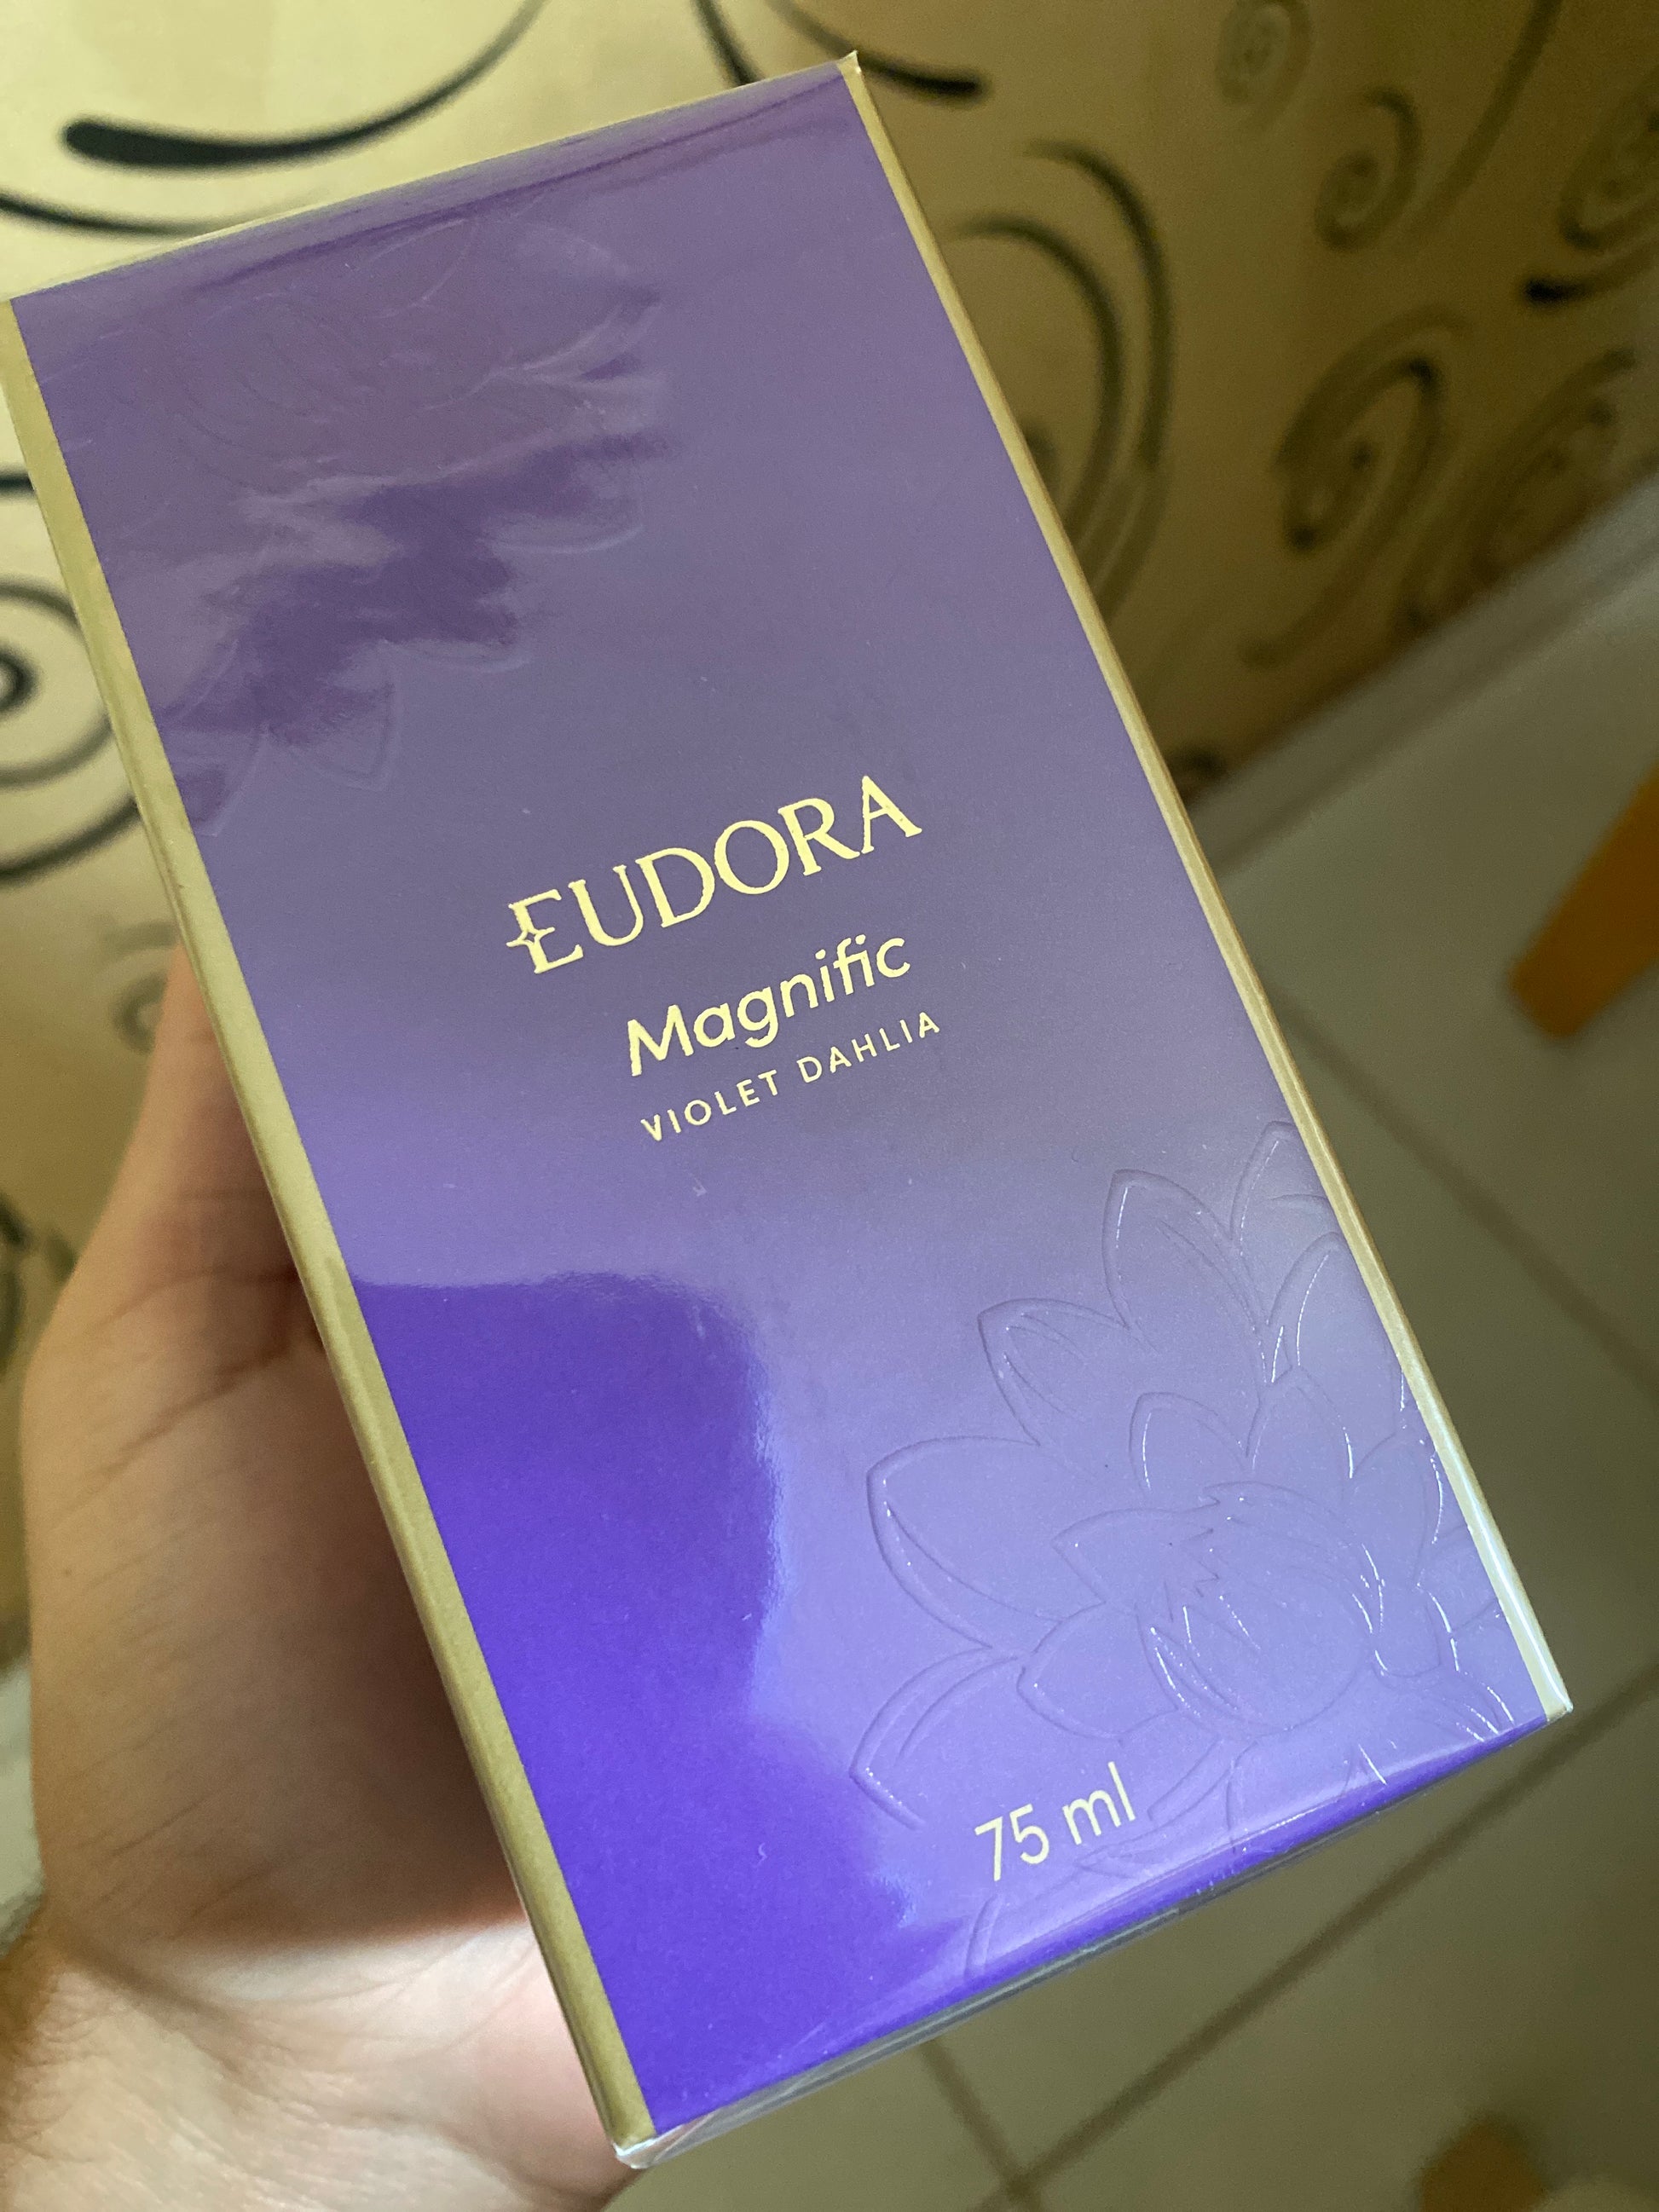 EUDORA
Magnific
VIOLET DAHLIA
75 ml